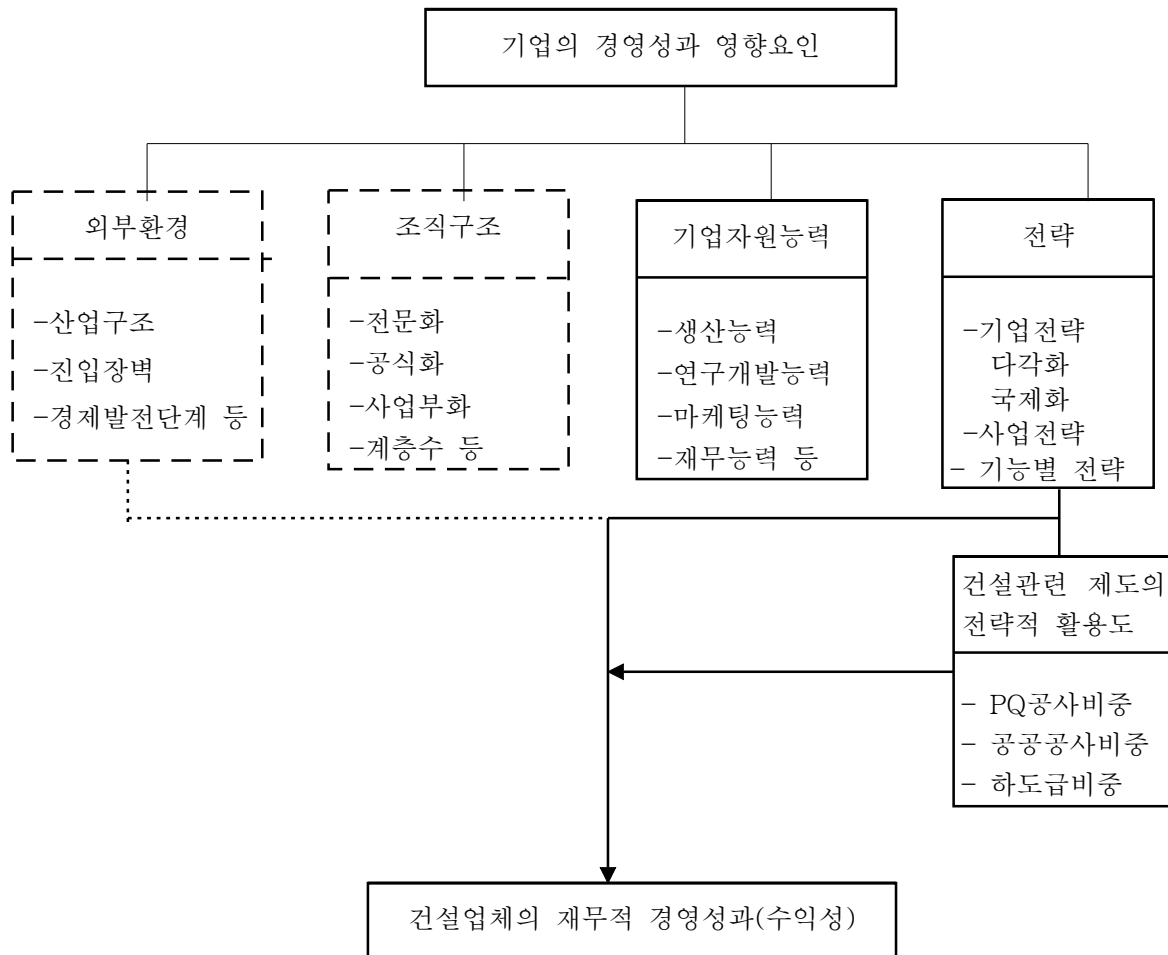 기업의 경영성과 영향요인
외부환경
-산업구조
-진입장벽
-경제발전단계 등
조직구조
-전문화
-공식화
-사업부화
-계층수 등
기업자원능력
-생산능력
-연구개발능력
-마케팅능력
-재무능력 등
전략
-기업전략
다각화
국제화
-사업전략
- 기능별 전략
건설관련 제도의
전략적 활용도
- PQ공사비중
- 공공공사비중
- 하도급비중
건설업체의 재무적 경영성과(수익성)